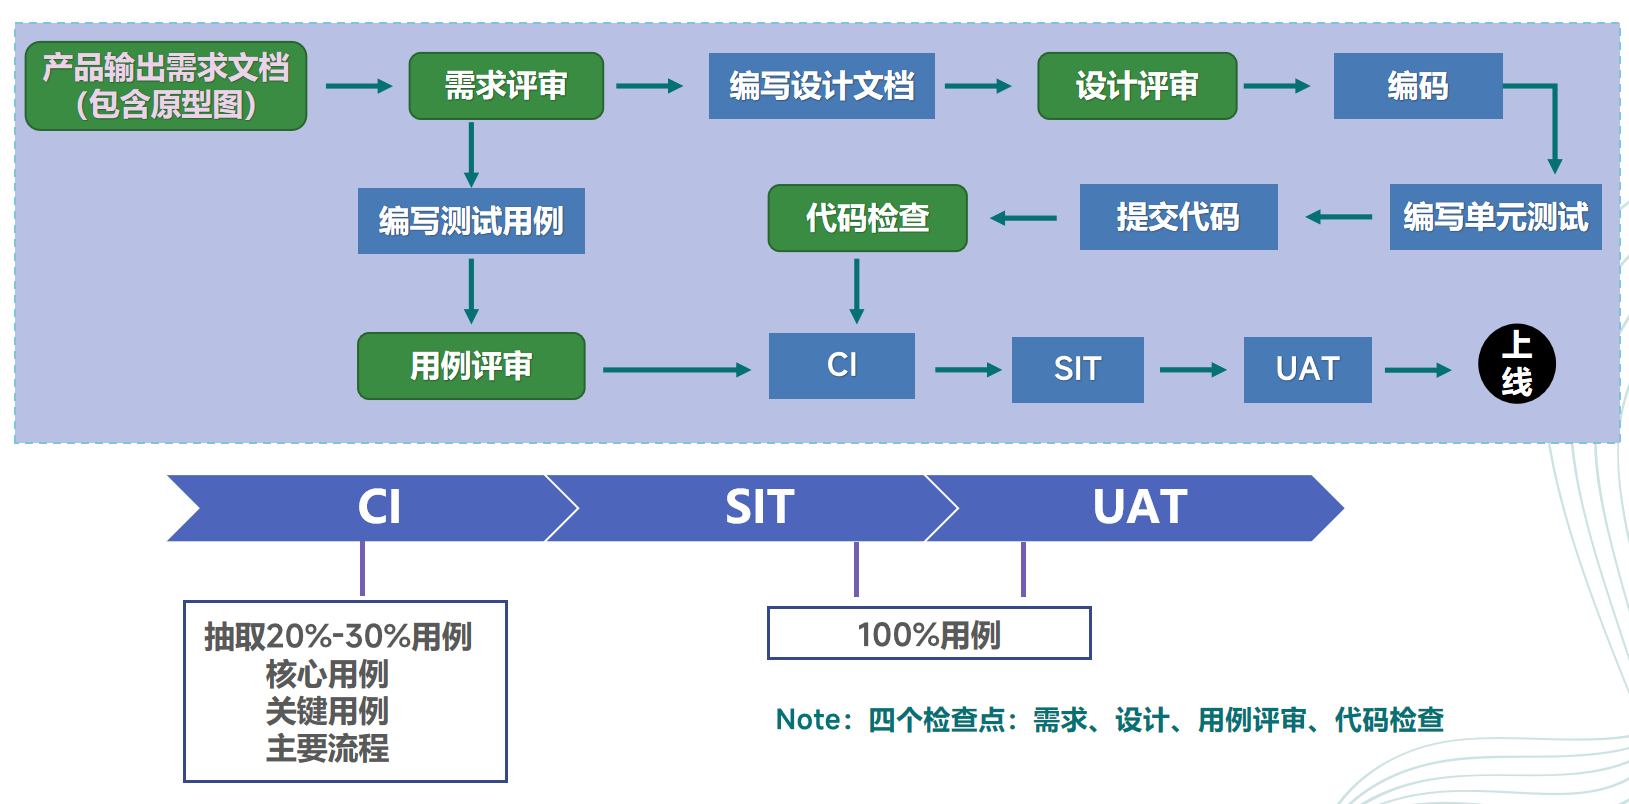 产品输出需求文档
（包含原型图）
需求评审
编写设计文档
设计评审
编码
编写测试用例
代码检查
提交代码
编写单元测试
用例评审
CI
SIT
UAT
上
线
CI
SIT
UAT
抽取20%-30%用例
核心用例
关键用例
主要流程
100%用例
Note：四个检查点：需求、设计、用例评审、代码检查